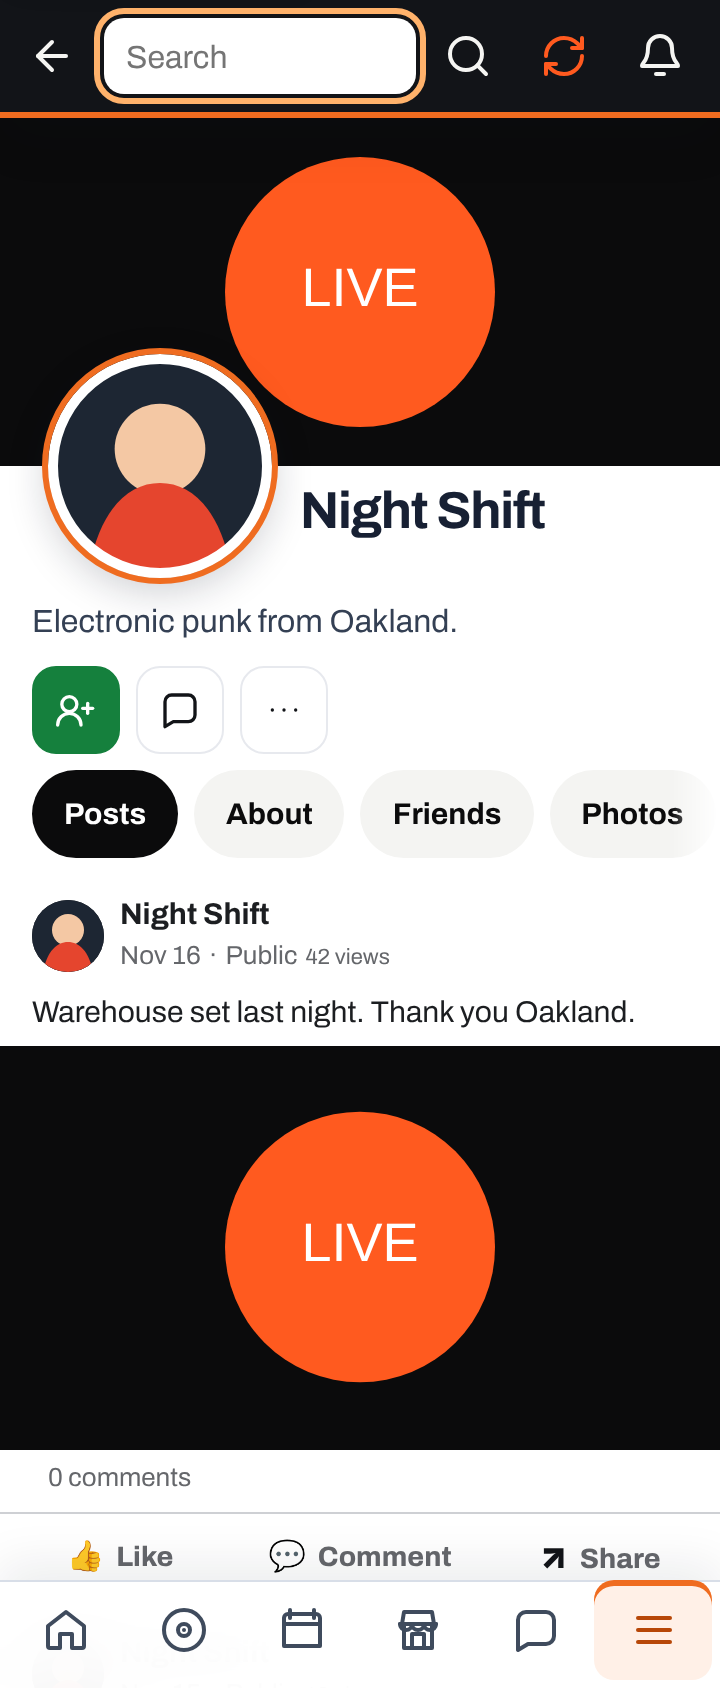 Search
LIVE
Night Shift
Electronic punk from Oakland.
Posts About Friends Photos
Night Shift
Nov 16 · Public 42 views
Warehouse set last night. Thank you Oakland.
LIVE
0 comments
👍 Like 💬 Comment Share